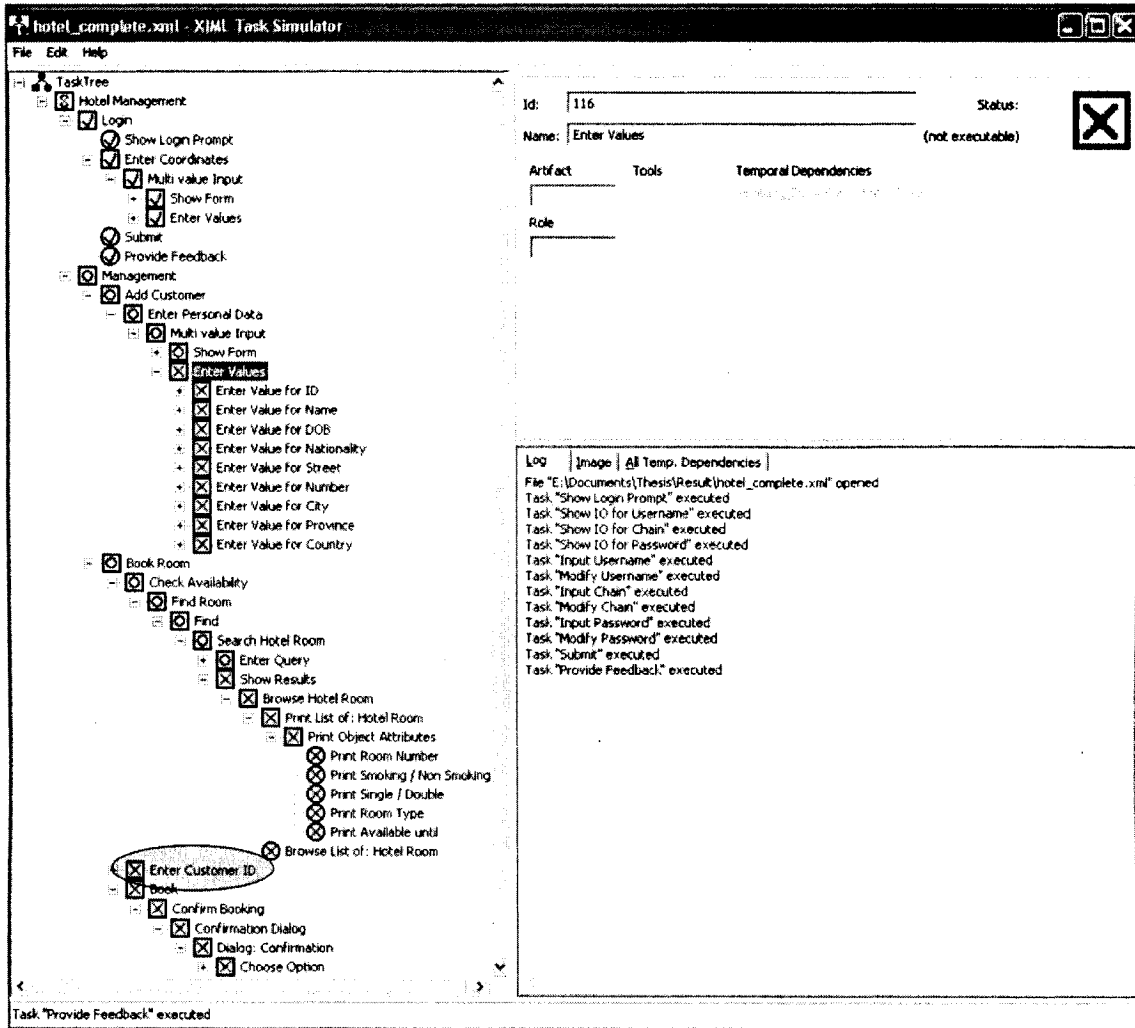 hotel_complete.xml - XIML Task Simulator
File Edit Help
TaskTree
Hotel Management
Login
Show Login Prompt
Enter Coordinates
Multi value Input
Show Form
Enter Values
Submit
Provide Feedback
Management
Add Customer
Enter Personal Data
Multi value Input
Show Form
Enter Values
Enter Value for ID
Enter Value for Name
Enter Value for DOB
Enter Value for Nationality
Enter Value for Street
Enter Value for Number
Enter Value for City
Enter Value for Province
Enter Value for Country
Book Room
Check Availability
Find Room
Find
Search Hotel Room
Enter Query
Show Results
Browse Hotel Room
Print List of: Hotel Room
Print Object Attributes
Print Room Number
Print Smoking / Non Smoking
Print Single / Double
Print Room Type
Print Available until
Browse List of: Hotel Room
Enter Customer ID
Book
Confirm Booking
Confirmation Dialog
Dialog: Confirmation
Choose Option
Id: 116 Status:
Name: Enter Values (not executable)
Artifact Tools Temporal Dependencies
Role
Log Image All Temp. Dependencies
File "E:\Documents\Thesis\Result\hotel_complete.xml" opened
Task "Show Login Prompt" executed
Task "Show IO for Username" executed
Task "Show IO for Chain" executed
Task "Show IO for Password" executed
Task "Input Username" executed
Task "Modify Username" executed
Task "Input Chain" executed
Task "Modify Chain" executed
Task "Input Password" executed
Task "Modify Password" executed
Task "Submit" executed
Task "Provide Feedback" executed
Task "Provide Feedback" executed